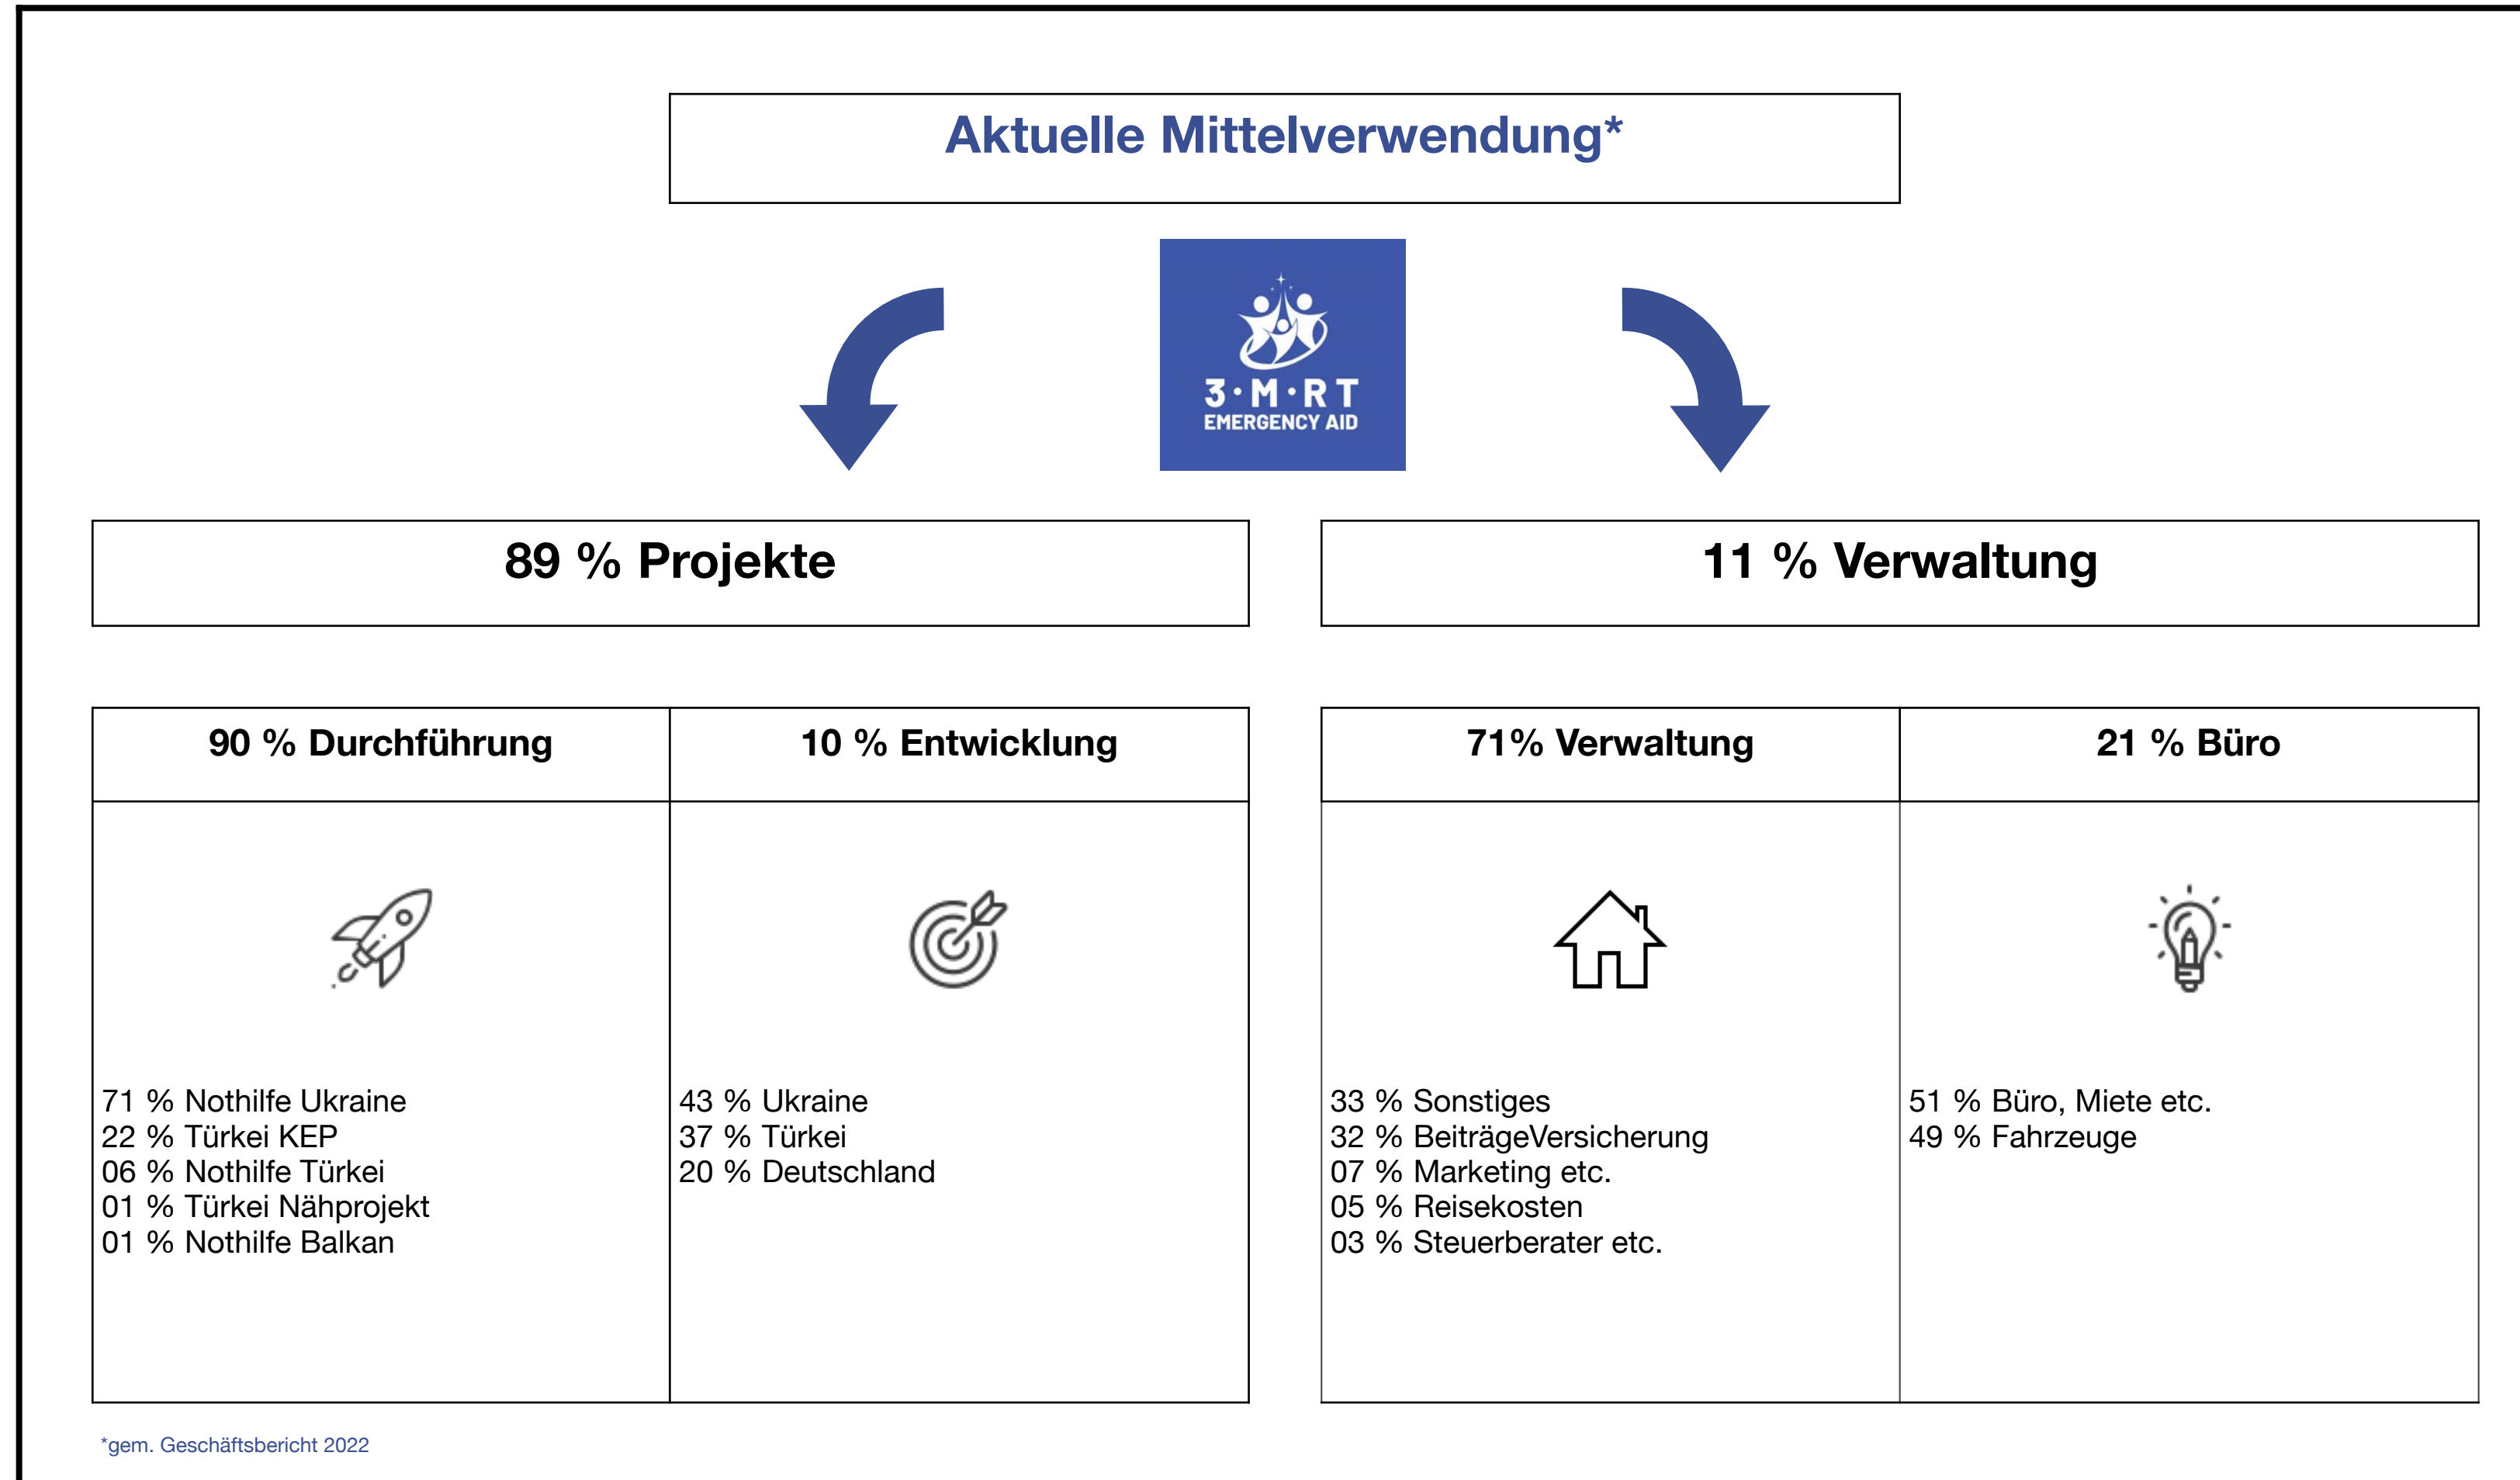 Aktuelle Mittelverwendung*
3·M·RT
EMERGENCY AID
89 % Projekte
11 % Verwaltung
90 % Durchführung
10 % Entwicklung
71% Verwaltung
21 % Büro
71 % Nothilfe Ukraine
22 % Türkei KEP
06 % Nothilfe Türkei
01 % Türkei Nähprojekt
01 % Nothilfe Balkan
43 % Ukraine
37 % Türkei
20 % Deutschland
33 % Sonstiges
32 % BeiträgeVersicherung
07 % Marketing etc.
05 % Reisekosten
03 % Steuerberater etc.
51 % Büro, Miete etc.
49 % Fahrzeuge
*gem. Geschäftsbericht 2022